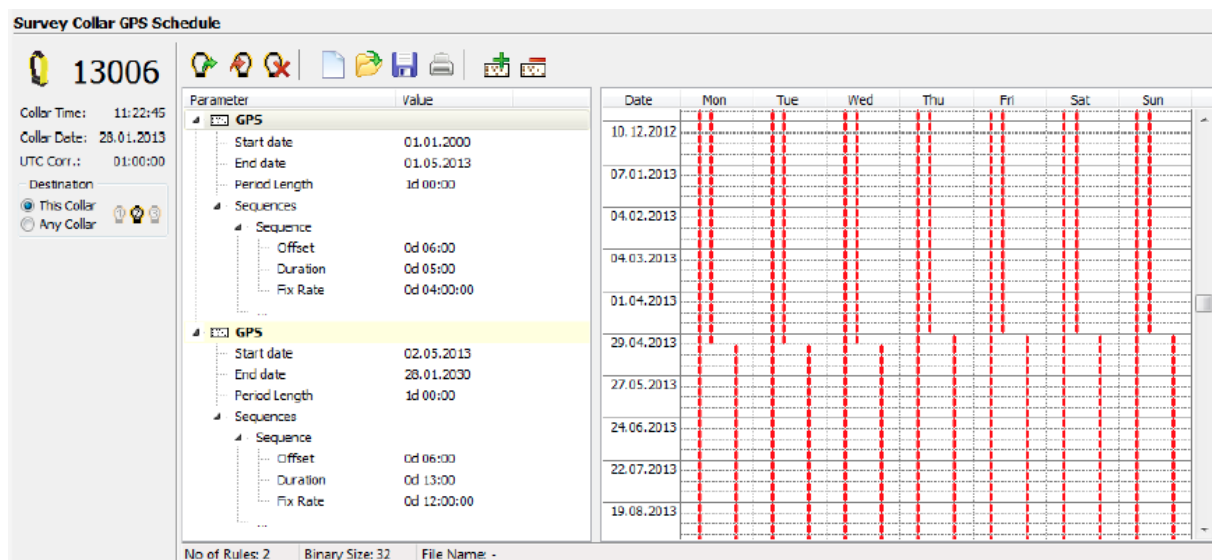 Survey Collar GPS Schedule
13006
Collar Time: 11:22:45
Collar Date: 28.01.2013
UTC Corr.: 01:00:00
Destination
This Collar
Any Collar
1 2 3
Parameter Value
GPS
Start date 01.01.2000
End date 01.05.2013
Period Length 1d 00:00
Sequences
Sequence
Offset 0d 06:00
Duration 0d 05:00
Fix Rate 0d 04:00:00
...
GPS
Start date 02.05.2013
End date 28.01.2030
Period Length 1d 00:00
Sequences
Sequence
Offset 0d 06:00
Duration 0d 13:00
Fix Rate 0d 12:00:00
...
Date Mon Tue Wed Thu Fri Sat Sun
10.12.2012
07.01.2013
04.02.2013
04.03.2013
01.04.2013
29.04.2013
27.05.2013
24.06.2013
22.07.2013
19.08.2013
No of Rules: 2 Binary Size: 32 File Name: -